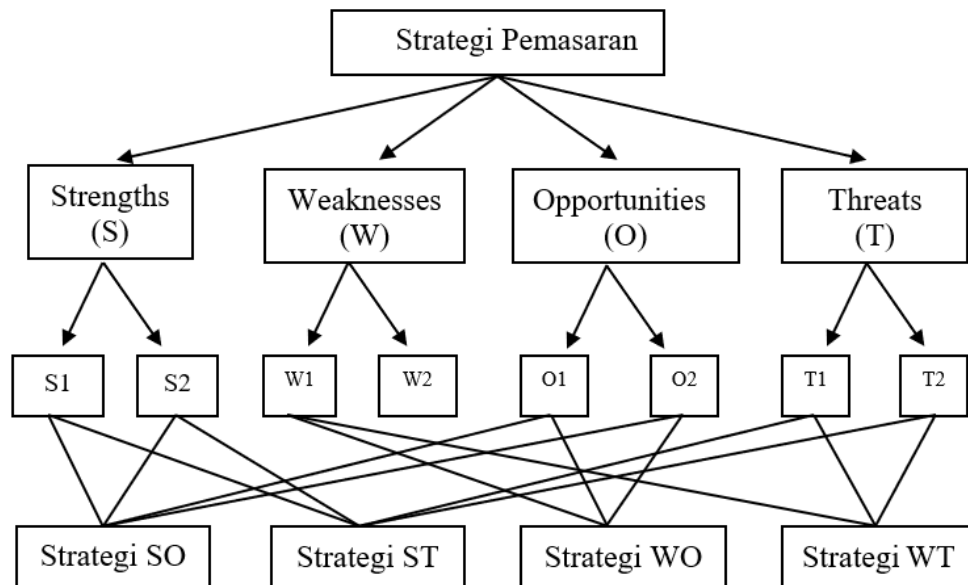 Strategi Pemasaran
Strengths
(S)
Weaknesses
(W)
Opportunities
(O)
Threats
(T)
S1
S2
W1
W2
O1
O2
T1
T2
Strategi SO
Strategi ST
Strategi WO
Strategi WT